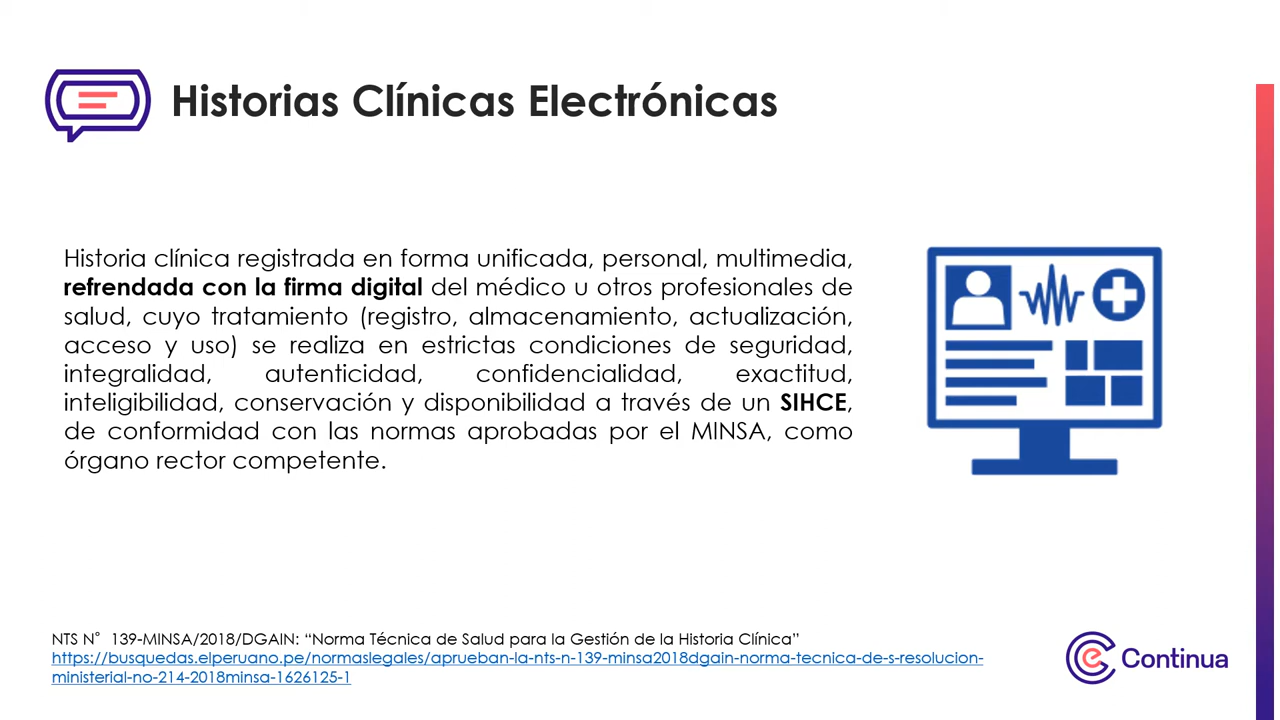 Historias Clínicas Electrónicas
Historia clínica registrada en forma unificada, personal, multimedia,
refrendada con la firma digital del médico u otros profesionales de
salud, cuyo tratamiento (registro, almacenamiento, actualización,
acceso y uso) se realiza en estrictas condiciones de seguridad,
integralidad, autenticidad, confidencialidad, exactitud,
inteligibilidad, conservación y disponibilidad a través de un SIHCE,
de conformidad con las normas aprobadas por el MINSA, como
órgano rector competente.
NTS N° 139-MINSA/2018/DGAIN: “Norma Técnica de Salud para la Gestión de la Historia Clínica”
https://busquedas.elperuano.pe/normaslegales/aprueban-la-nts-n-139-minsa2018dgain-norma-tecnica-de-s-resolucion-
ministerial-no-214-2018minsa-1626125-1
Continua